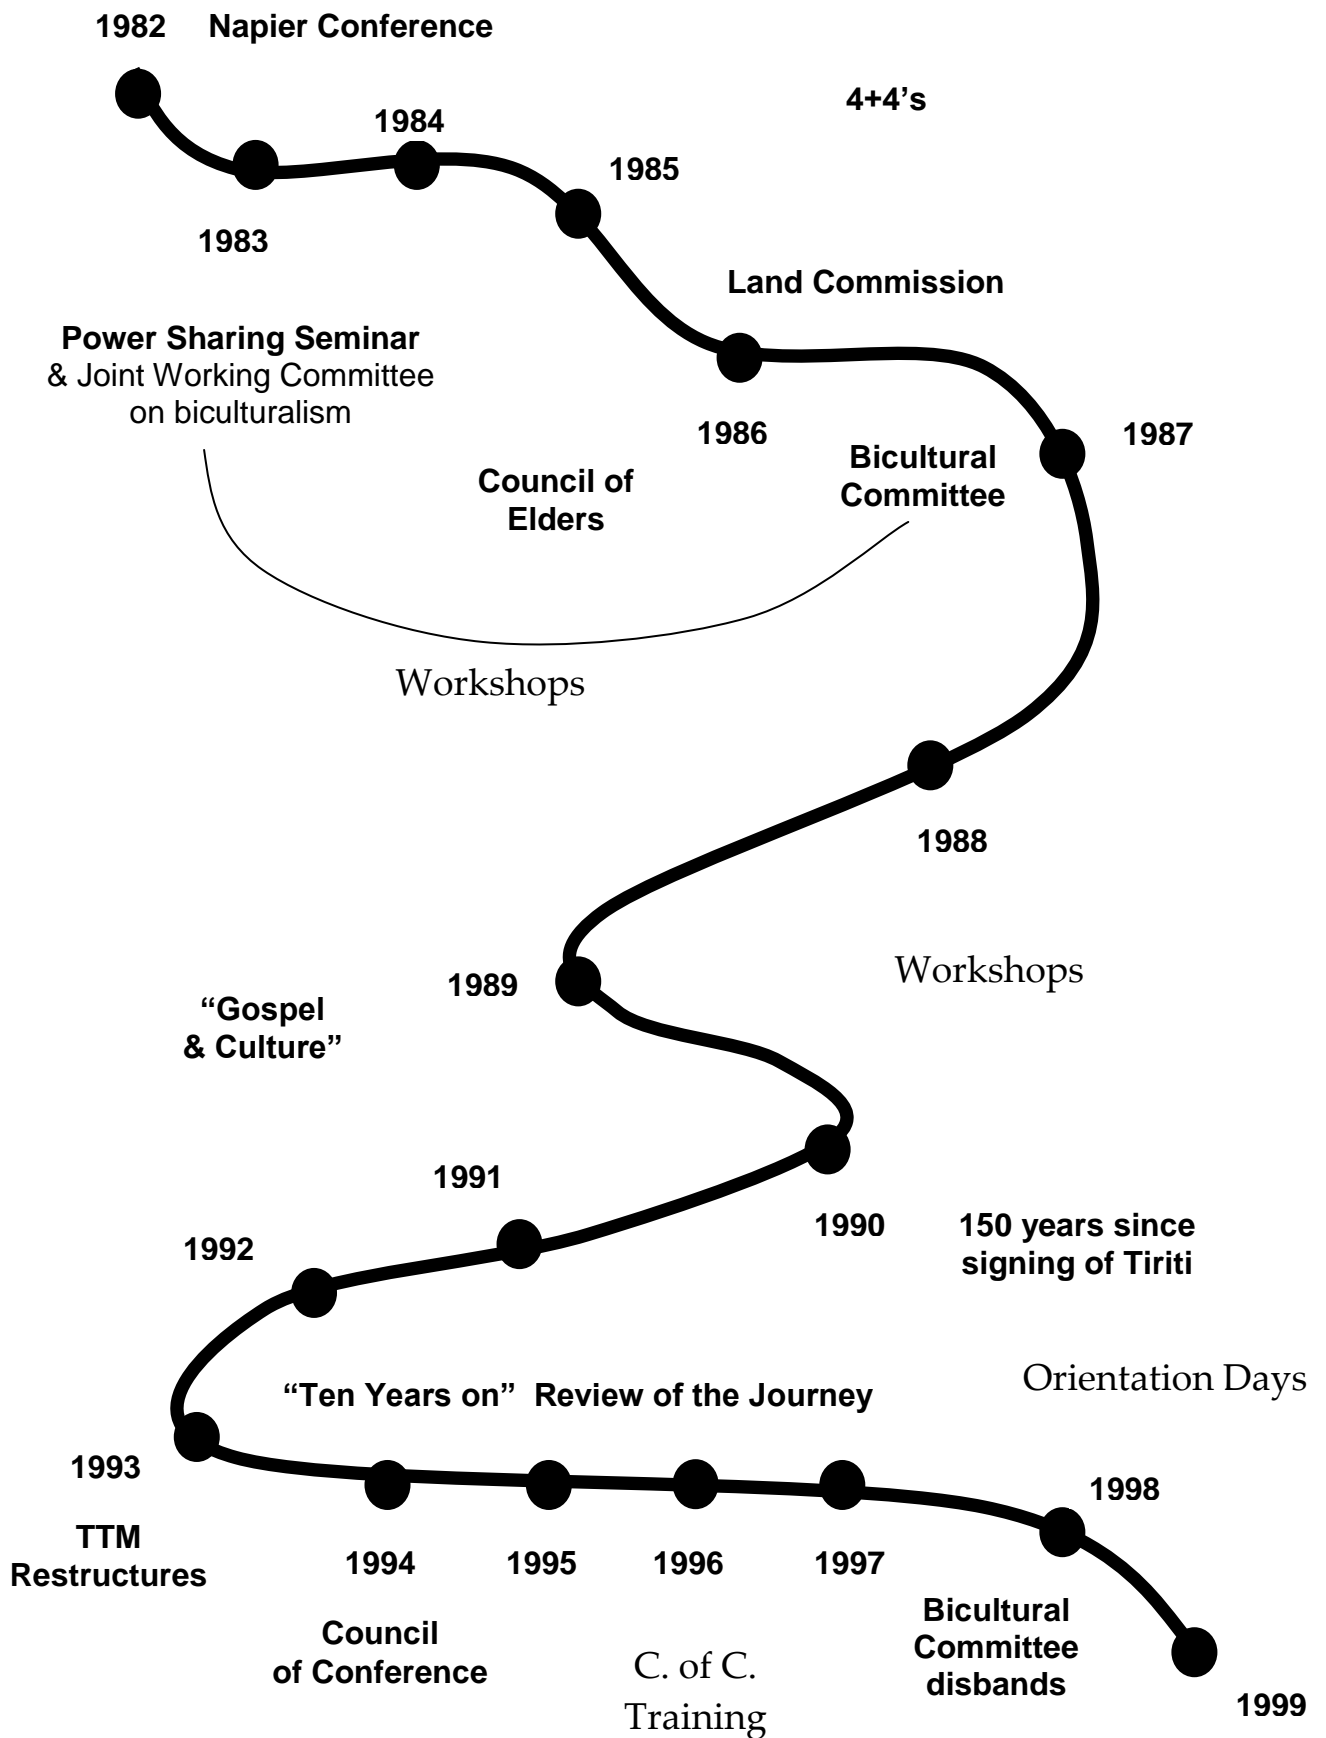 1982 Napier Conference
4+4’s
1984
1985
1983
Land Commission
Power Sharing Seminar
& Joint Working Committee
on biculturalism
1986
1987
Bicultural
Committee
Council of
Elders
Workshops
1988
Workshops
1989
“Gospel
& Culture”
1991
1990
150 years since
signing of Tiriti
1992
Orientation Days
“Ten Years on” Review of the Journey
1993
1998
TTM
Restructures
1994
1995
1996
1997
Bicultural
Committee
disbands
Council
of Conference
C. of C.
Training
1999